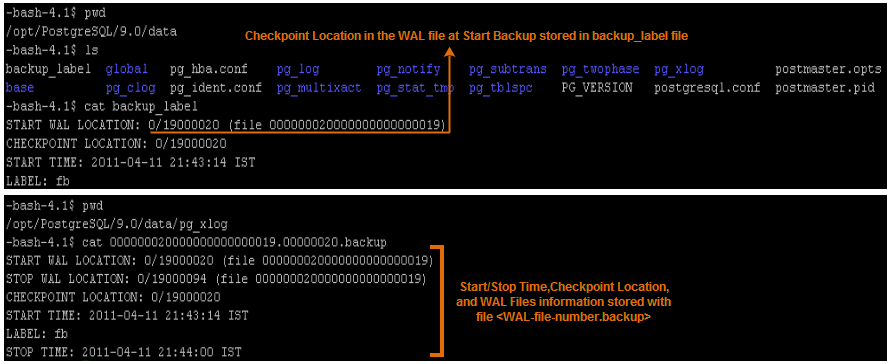 -bash-4.1$ pwd
/opt/PostgreSQL/9.0/data
Checkpoint Location in the WAL file at Start Backup stored in backup_label file
-bash-4.1$ ls
backup_label global pg_hba.conf pg_log pg_notify pg_subtrans pg_twophase pg_xlog postmaster.opts
base pg_clog pg_ident.conf pg_multixact pg_stat_tmp pg_tblspc PG_VERSION postgresql.conf postmaster.pid
-bash-4.1$ cat backup_label
START WAL LOCATION: 0/19000020 (file 000000020000000000000019)
CHECKPOINT LOCATION: 0/19000020
START TIME: 2011-04-11 21:43:14 IST
LABEL: fb
-bash-4.1$ pwd
/opt/PostgreSQL/9.0/data/pg_xlog
-bash-4.1$ cat 000000020000000000000019.00000020.backup
START WAL LOCATION: 0/19000020 (file 000000020000000000000019)
STOP WAL LOCATION: 0/19000094 (file 000000020000000000000019)
CHECKPOINT LOCATION: 0/19000020
START TIME: 2011-04-11 21:43:14 IST
LABEL: fb
STOP TIME: 2011-04-11 21:44:00 IST
Start/Stop Time,Checkpoint Location,
and WAL Files information stored with
file <WAL-file-number.backup>